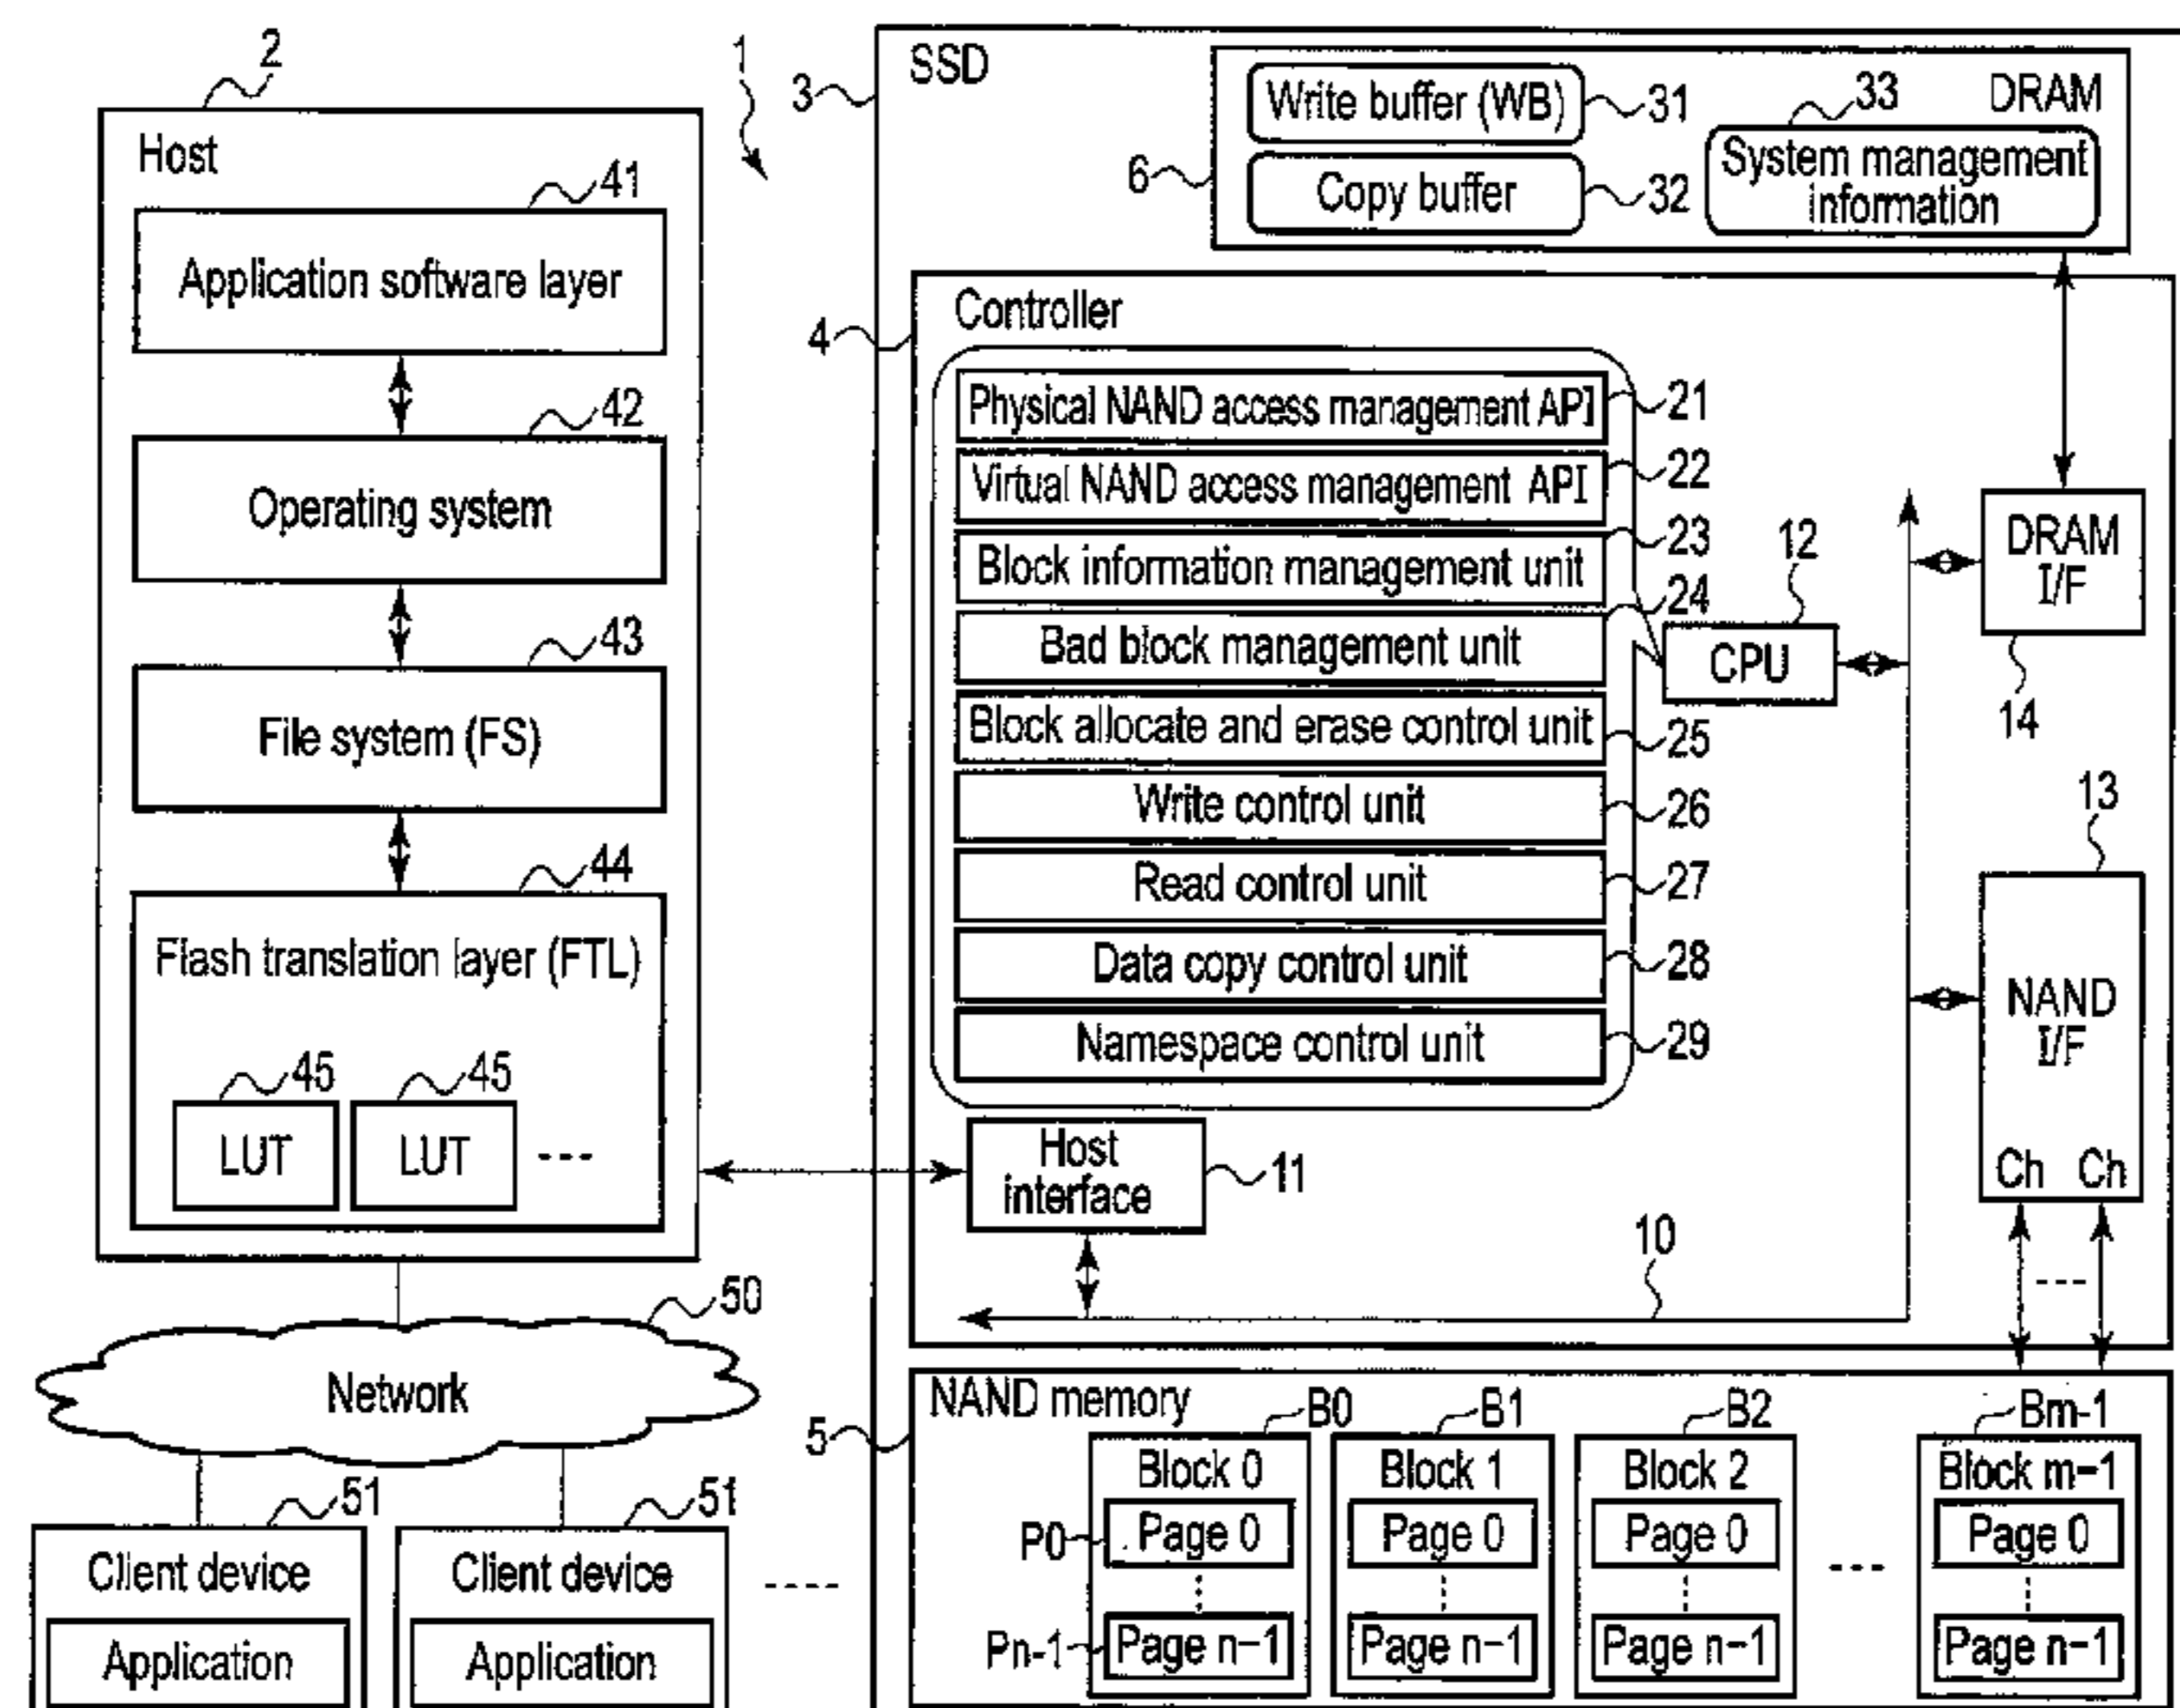 2
Host
41
Application software layer
42
Operating system
43
File system (FS)
44
Flash translation layer (FTL)
45
45
LUT
LUT
---
50
Network
51
51
Client device
Client device
----
Application
Application
1
3
SSD
6
DRAM
Write buffer (WB)
31
Copy buffer
32
33
System management
information
4
Controller
Physical NAND access management API
21
Virtual NAND access management API
22
Block information management unit
23
Bad block management unit
24
Block allocate and erase control unit
25
Write control unit
26
Read control unit
27
Data copy control unit
28
Namespace control unit
29
12
CPU
DRAM
I/F
14
13
NAND
I/F
Ch
Ch
---
Host
interface
11
10
5
NAND memory
B0
B1
B2
Bm-1
Block 0
Block 1
Block 2
Block m-1
P0
Page 0
Page 0
Page 0
---
Page 0
Pn-1
Page n-1
Page n-1
Page n-1
Page n-1